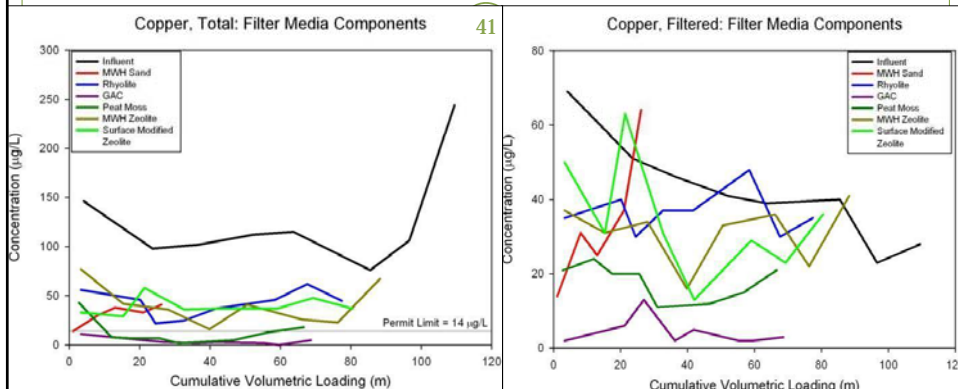 41
Copper, Total: Filter Media Components
300
250
200
150
100
50
0
Concentration (µg/L)
Influent
MWH Sand
Rhyolite
GAC
Peat Moss
MWH Zeolite
Surface Modified
Zeolite
Permit Limit = 14 µg/L
0 20 40 60 80 100 120
Cumulative Volumetric Loading (m)
Copper, Filtered: Filter Media Components
80
60
40
20
0
Concentration (µg/L)
Influent
MWH Sand
Rhyolite
GAC
Peat Moss
MWH Zeolite
Surface Modified
Zeolite
0 20 40 60 80 100 120
Cumulative Volumetric Loading (m)